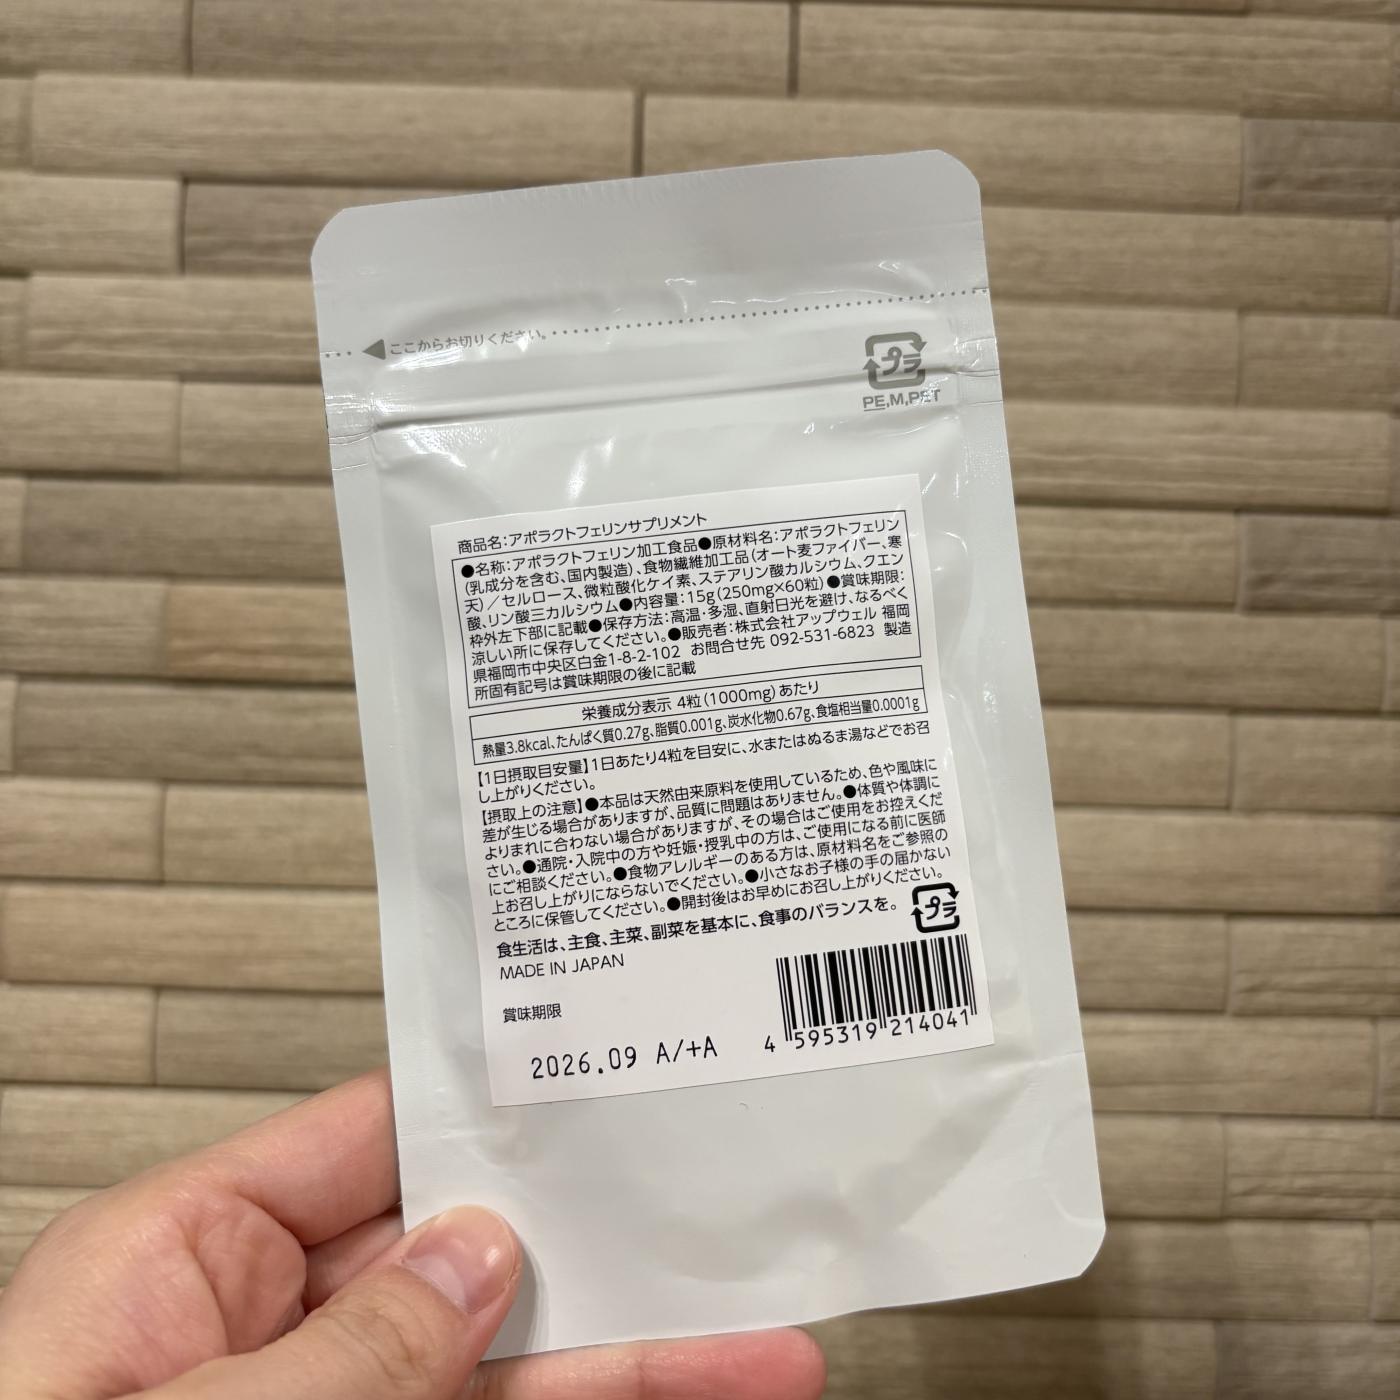 ここからお切りください。
プラ
PE,M,PET
商品名:アポラクトフェリンサプリメント
●名称:アポラクトフェリン加工食品●原材料名:アポラクトフェリン
(乳成分を含む、国内製造)、食物繊維加工品(オート麦ファイバー、寒
天)/セルロース、微粒酸化ケイ素、ステアリン酸カルシウム、クエン
酸、リン酸三カルシウム●内容量:15g(250mg×60粒)●賞味期限:
枠外左下部に記載●保存方法:高温・多湿、直射日光を避け、なるべく
涼しい所に保存してください。●販売者:株式会社アップウェル 福岡
県福岡市中央区白金1-8-2-102 お問合せ先 092-531-6823 製造
所固有記号は賞味期限の後に記載
栄養成分表示 4粒(1000mg)あたり
熱量3.8kcal、たんぱく質0.27g、脂質0.001g、炭水化物0.67g、食塩相当量0.0001g
【1日摂取目安量】1日あたり4粒を目安に、水またはぬるま湯などでお召
し上がりください。
【摂取上の注意】●本品は天然由来原料を使用しているため、色や風味に
差が生じる場合がありますが、品質に問題はありません。●体質や体調に
よりまれに合わない場合がありますが、その場合はご使用をお控えくだ
さい。●通院・入院中の方や妊娠・授乳中の方は、ご使用になる前に医師
にご相談ください。●食物アレルギーのある方は、原材料名をご参照の
上お召し上がりにならないでください。●小さなお子様の手の届かない
ところに保管してください。●開封後はお早めにお召し上がりください。
食生活は、主食、主菜、副菜を基本に、食事のバランスを。
プラ
MADE IN JAPAN
賞味期限
2026.09 A/+A
4 595319 214041